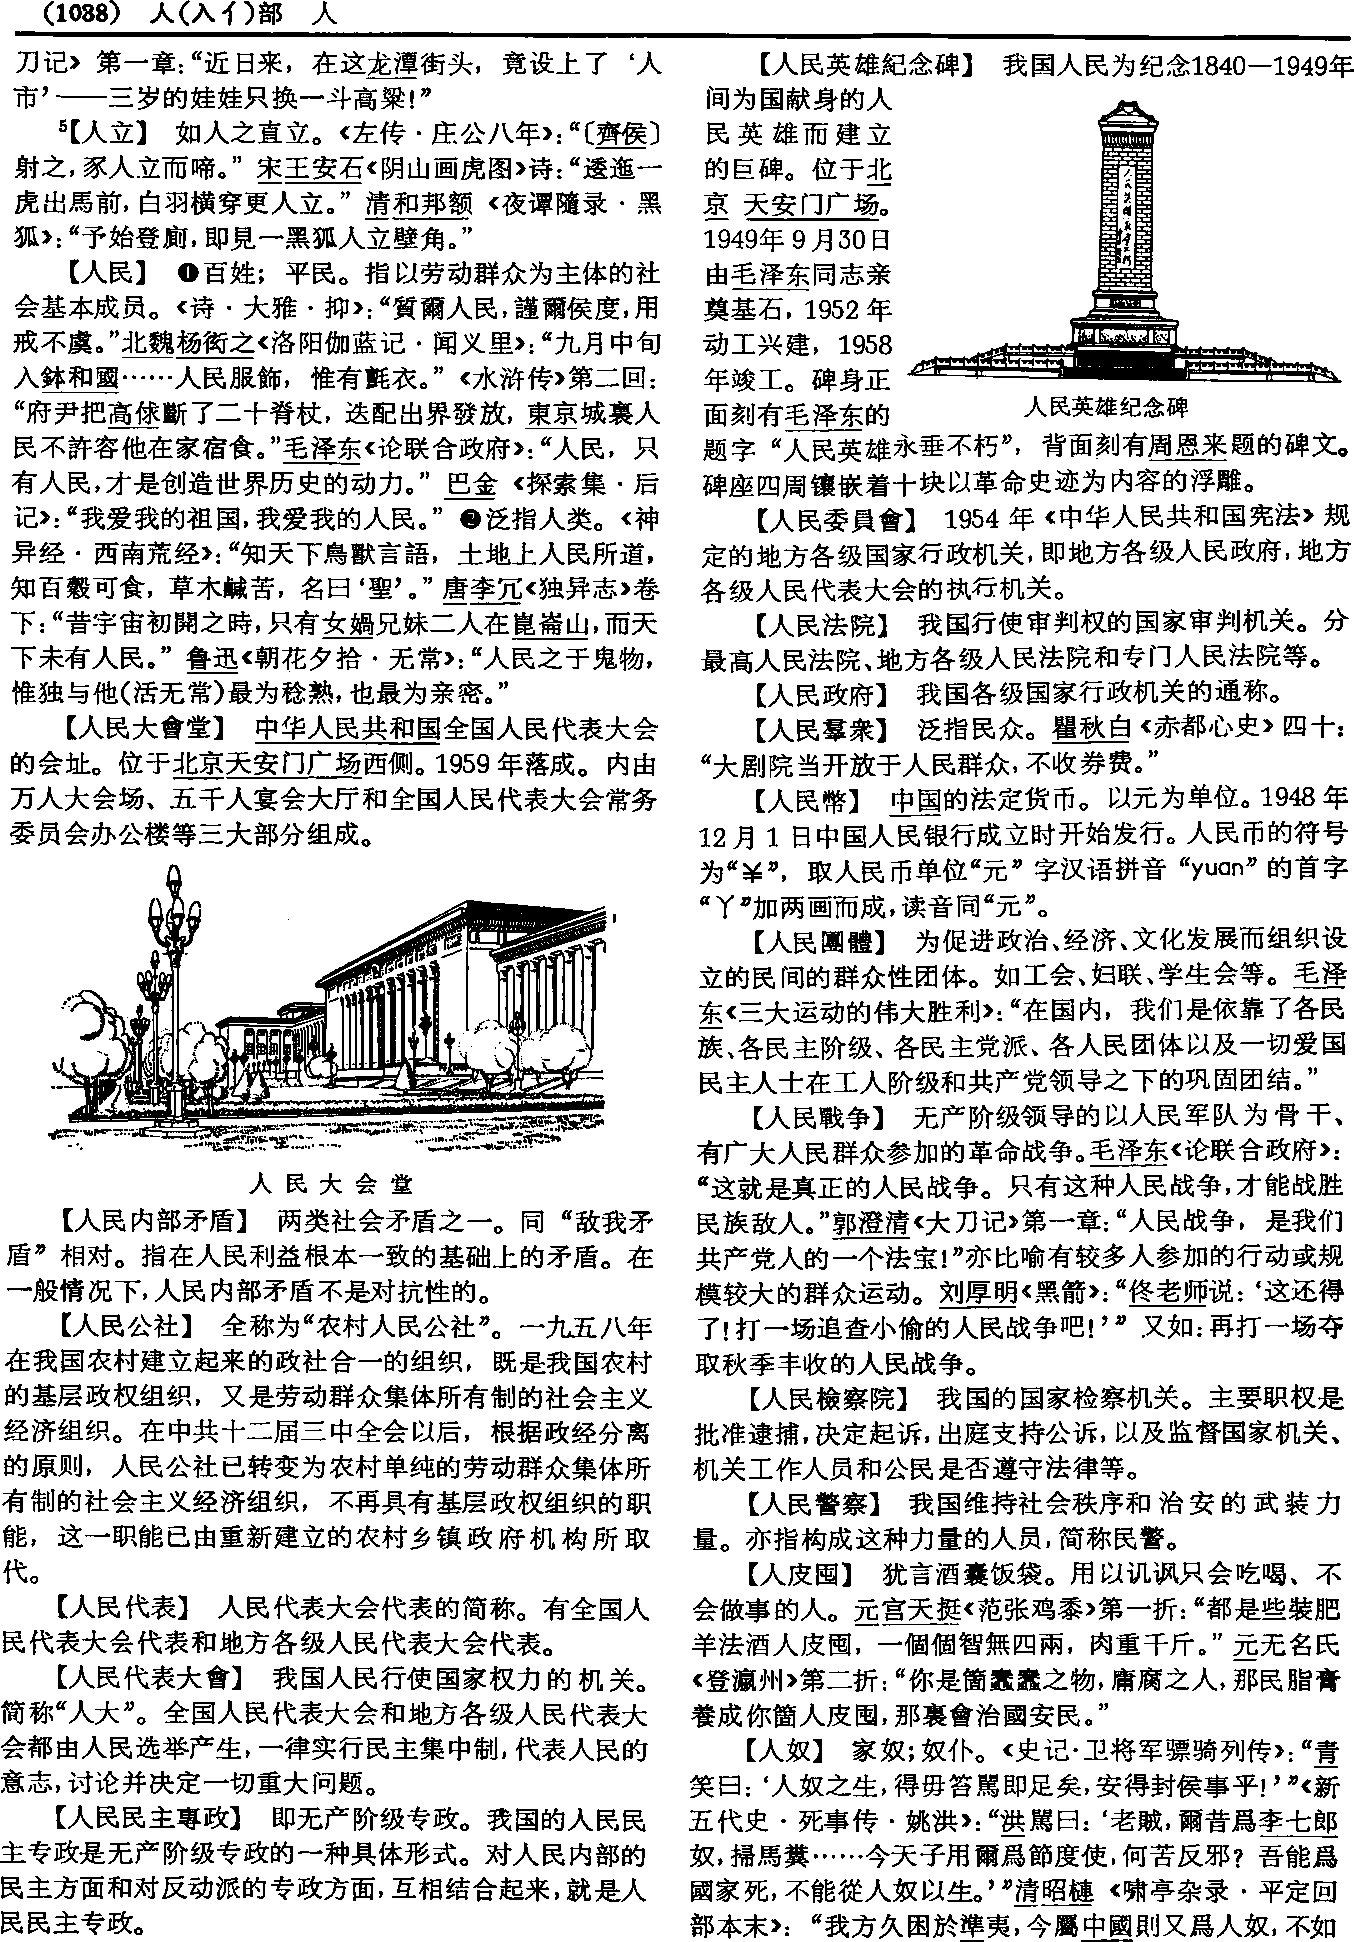 (1038) 人(入亻)部 人
刀记》第一章：“近日来，在这龙潭街头，竟设上了‘人
市’——三岁的娃娃只换一斗高粱！”
⁵【人立】 如人之直立。《左传·庄公八年》：“〔齊侯〕
射之，豕人立而啼。”宋王安石《阴山画虎图》诗：“逶迤一
虎出馬前，白羽横穿更人立。”清和邦额《夜谭隨录·黑
狐》：“予始登廁，即見一黑狐人立壁角。”
【人民】 ❶百姓；平民。指以劳动群众为主体的社
会基本成员。《诗·大雅·抑》：“質爾人民，謹爾侯度，用
戒不虞。”北魏杨衒之《洛阳伽蓝记·闻义里》：“九月中旬
入鉢和國……人民服飾，惟有氈衣。”《水浒传》第二回：
“府尹把高俅斷了二十脊杖，迭配出界發放，東京城裏人
民不許容他在家宿食。”毛泽东《论联合政府》：“人民，只
有人民，才是创造世界历史的动力。”巴金《探索集·后
记》：“我爱我的祖国，我爱我的人民。”❷泛指人类。《神
异经·西南荒经》：“知天下鳥獸言語，土地上人民所道，
知百穀可食，草木鹹苦，名曰‘聖’。”唐李冗《独异志》卷
下：“昔宇宙初開之時，只有女媧兄妹二人在崑崙山，而天
下未有人民。”鲁迅《朝花夕拾·无常》：“人民之于鬼物，
惟独与他(活无常)最为稔熟，也最为亲密。”
【人民大會堂】 中华人民共和国全国人民代表大会
的会址。位于北京天安门广场西侧。1959年落成。内由
万人大会场、五千人宴会大厅和全国人民代表大会常务
委员会办公楼等三大部分组成。
人民大会堂
【人民内部矛盾】 两类社会矛盾之一。同“敌我矛
盾”相对。指在人民利益根本一致的基础上的矛盾。在
一般情况下，人民内部矛盾不是对抗性的。
【人民公社】 全称为“农村人民公社”。一九五八年
在我国农村建立起来的政社合一的组织，既是我国农村
的基层政权组织，又是劳动群众集体所有制的社会主义
经济组织。在中共十二届三中全会以后，根据政经分离
的原则，人民公社已转变为农村单纯的劳动群众集体所
有制的社会主义经济组织，不再具有基层政权组织的职
能，这一职能已由重新建立的农村乡镇政府机构所取
代。
【人民代表】 人民代表大会代表的简称。有全国人
民代表大会代表和地方各级人民代表大会代表。
【人民代表大會】 我国人民行使国家权力的机关。
简称“人大”。全国人民代表大会和地方各级人民代表大
会都由人民选举产生，一律实行民主集中制，代表人民的
意志，讨论并决定一切重大问题。
【人民民主專政】 即无产阶级专政。我国的人民民
主专政是无产阶级专政的一种具体形式。对人民内部的
民主方面和对反动派的专政方面，互相结合起来，就是人
民民主专政。
【人民英雄紀念碑】 我国人民为纪念1840—1949年
间为国献身的人
民英雄而建立
的巨碑。位于北
京天安门广场。
1949年9月30日
由毛泽东同志亲
奠基石，1952年
动工兴建，1958
年竣工。碑身正
面刻有毛泽东的
人民英雄纪念碑
题字“人民英雄永垂不朽”，背面刻有周恩来题的碑文。
碑座四周镶嵌着十块以革命史迹为内容的浮雕。
【人民委員會】 1954年《中华人民共和国宪法》规
定的地方各级国家行政机关，即地方各级人民政府，地方
各级人民代表大会的执行机关。
【人民法院】 我国行使审判权的国家审判机关。分
最高人民法院、地方各级人民法院和专门人民法院等。
【人民政府】 我国各级国家行政机关的通称。
【人民羣衆】 泛指民众。瞿秋白《赤都心史》四十：
“大剧院当开放于人民群众，不收券费。”
【人民幣】 中国的法定货币。以元为单位。1948年
12月1日中国人民银行成立时开始发行。人民币的符号
为“¥”，取人民币单位“元”字汉语拼音“yuan”的首字
“丫”加两画而成，读音同“元”。
【人民團體】 为促进政治、经济、文化发展而组织设
立的民间的群众性团体。如工会、妇联、学生会等。毛泽
东《三大运动的伟大胜利》：“在国内，我们是依靠了各民
族、各民主阶级、各民主党派、各人民团体以及一切爱国
民主人士在工人阶级和共产党领导之下的巩固团结。”
【人民戰争】 无产阶级领导的以人民军队为骨干、
有广大人民群众参加的革命战争。毛泽东《论联合政府》：
“这就是真正的人民战争。只有这种人民战争，才能战胜
民族敌人。”郭澄清《大刀记》第一章：“人民战争，是我们
共产党人的一个法宝！”亦比喻有较多人参加的行动或规
模较大的群众运动。刘厚明《黑箭》：“佟老师说：‘这还得
了！打一场追查小偷的人民战争吧！’”又如：再打一场夺
取秋季丰收的人民战争。
【人民檢察院】 我国的国家检察机关。主要职权是
批准逮捕，决定起诉，出庭支持公诉，以及监督国家机关、
机关工作人员和公民是否遵守法律等。
【人民警察】 我国维持社会秩序和治安的武装力
量。亦指构成这种力量的人员，简称民警。
【人皮囤】 犹言酒囊饭袋。用以讥讽只会吃喝、不
会做事的人。元宫天挺《范张鸡黍》第一折：“都是些裝肥
羊法酒人皮囤，一個個智無四兩，肉重千斤。”元无名氏
《登瀛州》第二折：“你是箇蠢蠢之物，庸腐之人，那民脂膏
養成你箇人皮囤，那裏會治國安民。”
【人奴】 家奴；奴仆。《史记·卫将军骠骑列传》：“青
笑曰：‘人奴之生，得毋笞駡即足矣，安得封侯事乎！’”《新
五代史·死事传·姚洪》：“洪駡曰：‘老賊，爾昔爲李七郎
奴，掃馬糞……今天子用爾爲節度使，何苦反邪？吾能爲
國家死，不能從人奴以生。’”清昭槤《啸亭杂录·平定回
部本末》：“我方久困於準夷，今屬中國則又爲人奴，不如